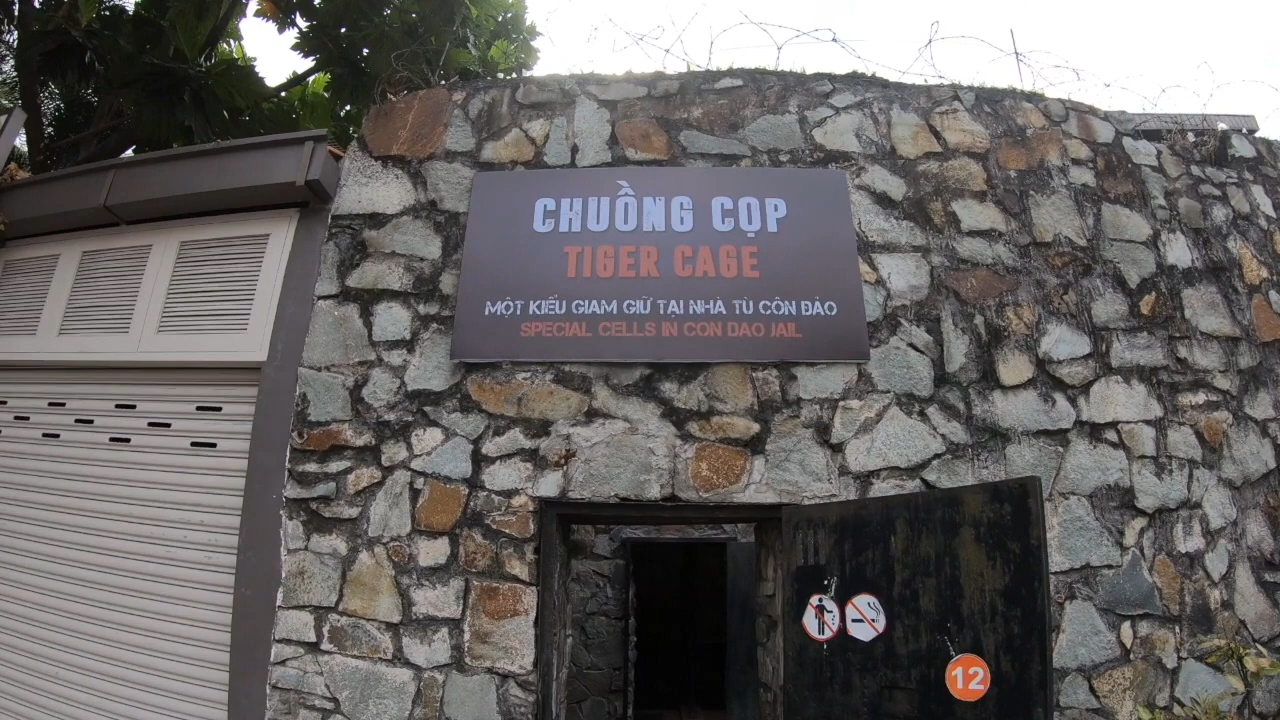 CHUỒNG CỌP
TIGER CAGE
MỘT KIỂU GIAM GIỮ TẠI NHÀ TÙ CÔN ĐẢO
SPECIAL CELLS IN CON DAO JAIL
12